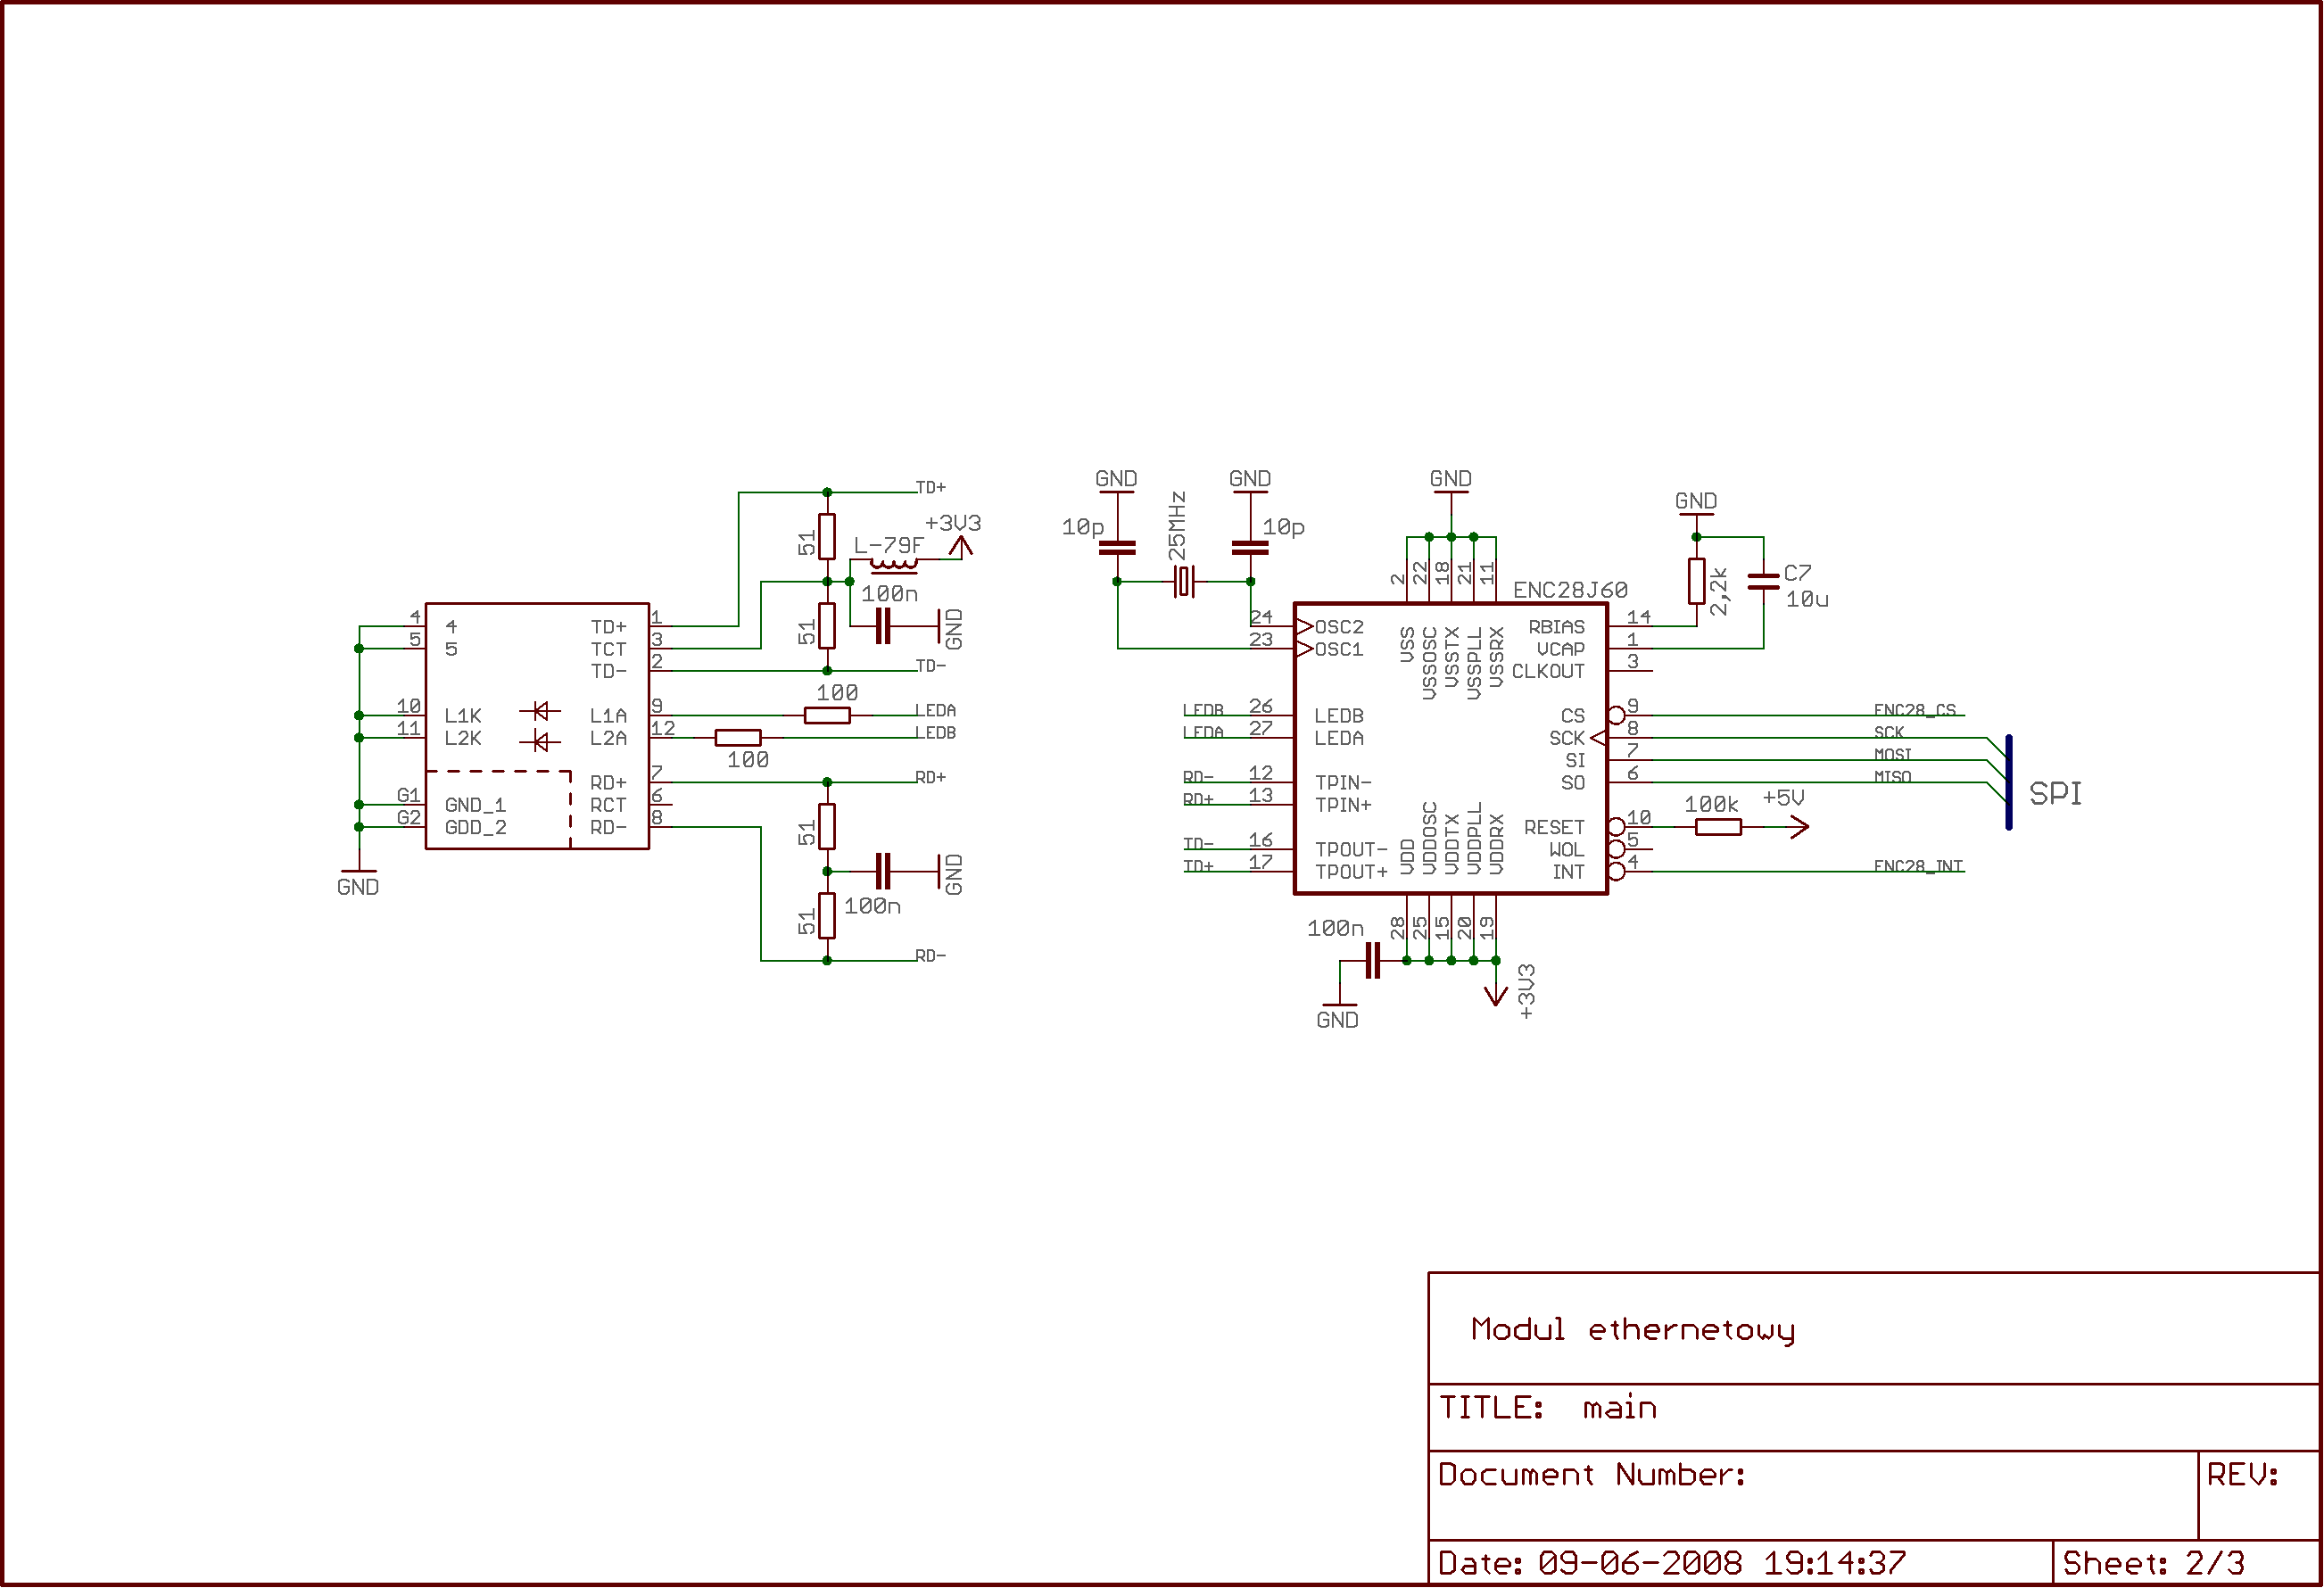 TD+
+3V3
51
L-79F
100n
GND
51
TD-
4
5
10
11
G1
G2
4
5
L1K
L2K
GND_1
GDD_2
TD+
TCT
TD-
L1A
L2A
RD+
RCT
RD-
1
3
2
9
12
7
6
8
GND
100
LEDA
LEDB
100
RD+
51
GND
100n
51
RD-
GND
GND
GND
GND
10p
25MHz
10p
2
22
18
21
11
ENC28J60
2,2k
C7
10u
24
23
26
27
12
13
16
17
LEDB
LEDA
RD-
RD+
TD-
TD+
OSC2
OSC1
LEDB
LEDA
TPIN-
TPIN+
TPOUT-
TPOUT+
VSS
VSSOSC
VSSTX
VSSPLL
VSSRX
VDD
VDDOSC
VDDTX
VDDPLL
VDDRX
RBIAS
VCAP
CLKOUT
CS
SCK
SI
SO
RESET
WOL
INT
14
1
3
9
8
7
6
10
5
4
ENC28_CS
SCK
MOSI
MISO
SPI
100k
+5V
ENC28_INT
100n
28
25
15
20
19
GND
+3V3
Modul ethernetowy
TITLE: main
Document Number:
REV:
Date: 09-06-2008 19:14:37
Sheet: 2/3